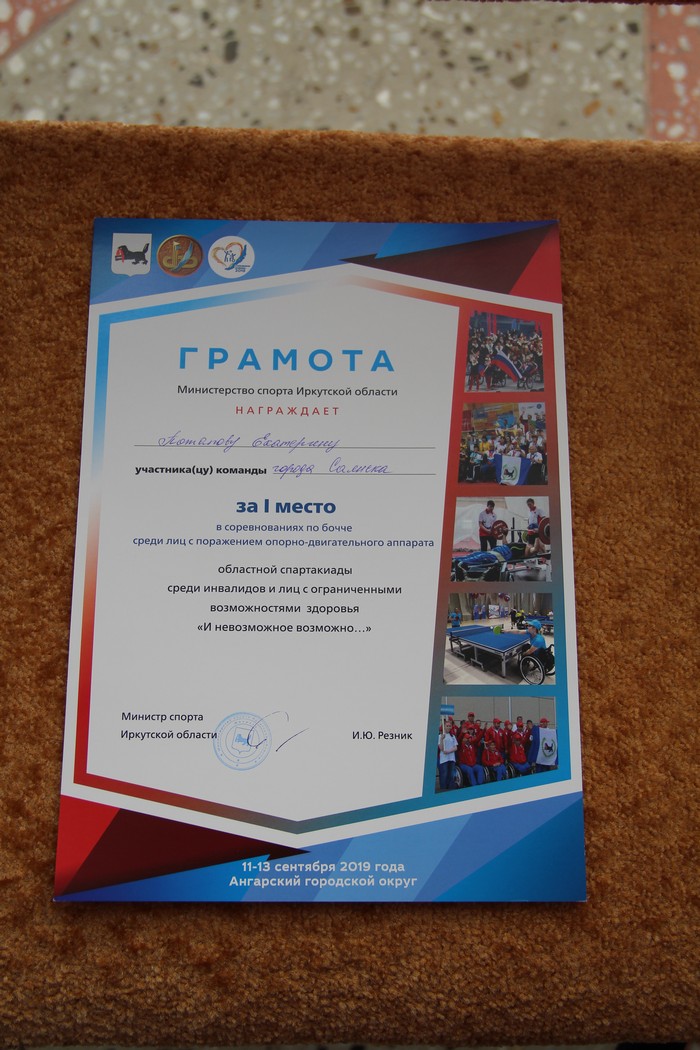 ГРАМОТА
Министерство спорта Иркутской области
НАГРАЖДАЕТ
Потапову Екатерину
участника(цу) команды города Саянска
за I место
в соревнованиях по бочче
среди лиц с поражением опорно-двигательного аппарата
областной спартакиады
среди инвалидов и лиц с ограниченными
возможностями здоровья
«И невозможное возможно...»
Министр спорта
Иркутской области
И.Ю. Резник
11-13 сентября 2019 года
Ангарский городской округ